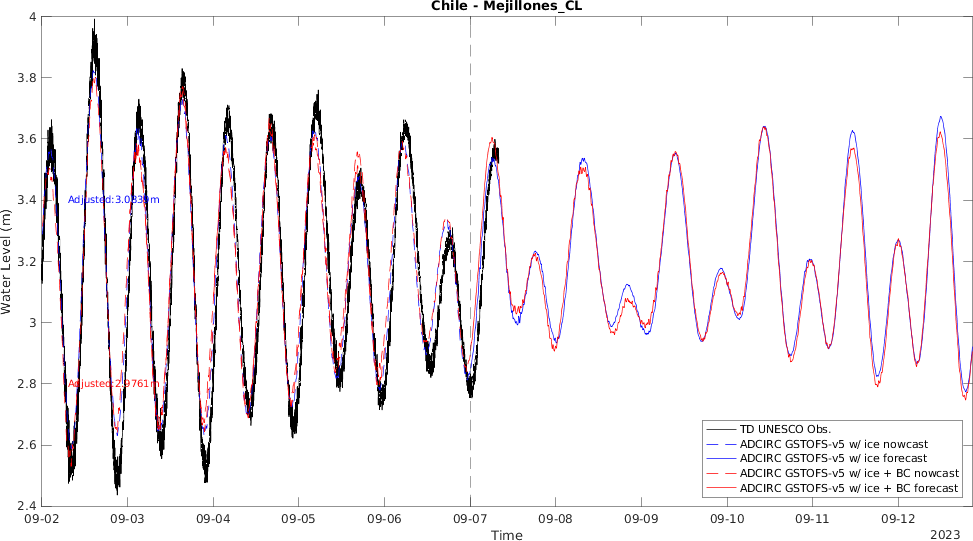 Chile - Mejillones_CL
4
3.8
3.6
3.4
3.2
3
2.8
2.6
2.4
Water Level (m)
Adjusted:3.0339m
Adjusted:2.9761m
TD UNESCO Obs.
ADCIRC GSTOFS-v5 w/ ice nowcast
ADCIRC GSTOFS-v5 w/ ice forecast
ADCIRC GSTOFS-v5 w/ ice + BC nowcast
ADCIRC GSTOFS-v5 w/ ice + BC forecast
09-02 09-03 09-04 09-05 09-06 09-07 09-08 09-09 09-10 09-11 09-12
Time
2023